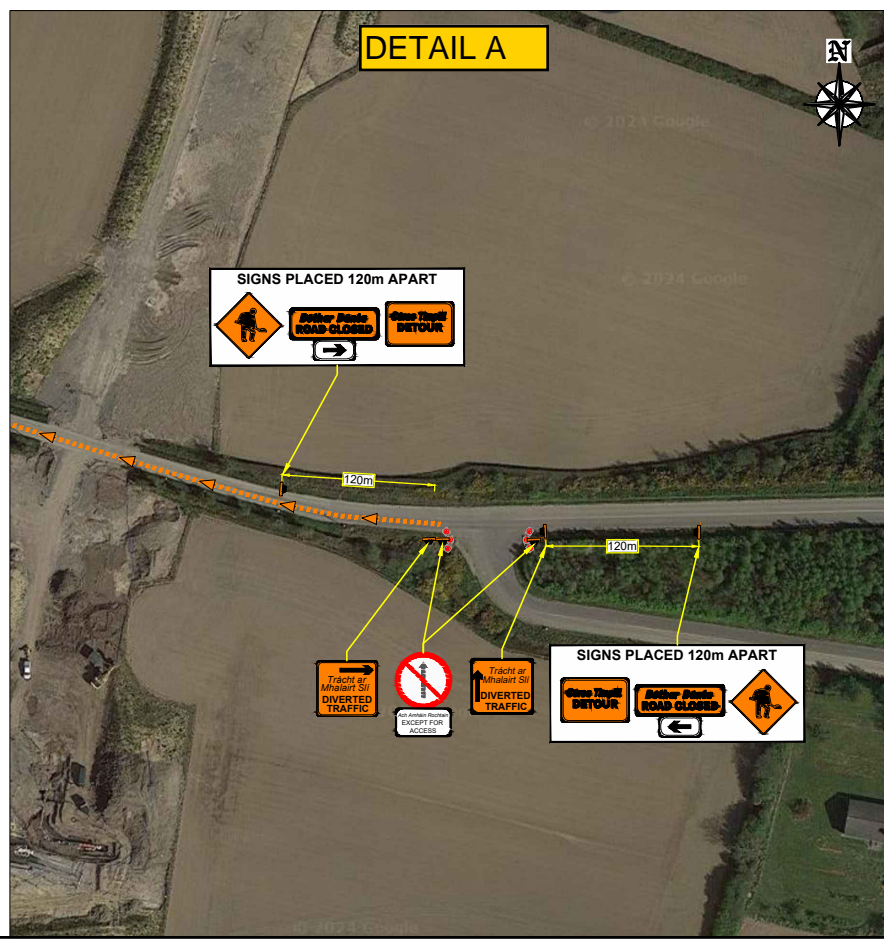 DETAIL A
N
© 2024 Google
© 2024 Google
SIGNS PLACED 120m APART
Bóthar Dúnta
ROAD CLOSED
DETOUR
120m
120m
Trácht ar
Mhalairt Slí
DIVERTED
TRAFFIC
Ach Amháin Rochtain
EXCEPT FOR
ACCESS
Trácht ar
Mhalairt Slí
DIVERTED
TRAFFIC
SIGNS PLACED 120m APART
DETOUR
Bóthar Dúnta
ROAD CLOSED
© 2024 Google